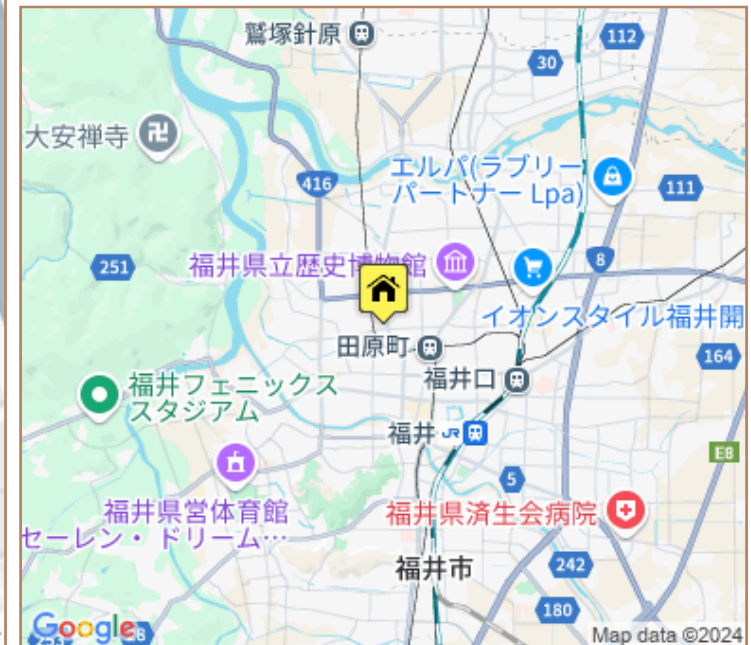 鷲塚針原
112
30
大安禅寺
卍
エルパ(ラブリー
パートナー Lpa)
416
111
251
福井県立歴史博物館
8
イオンスタイル福井開
田原町
164
福井フェニックス
スタジアム
福井口
福井 JR
E8
5
福井県営体育館
セーレン・ドリーム…
福井県済生会病院
福井市
242
180
Google
Map data ©2024